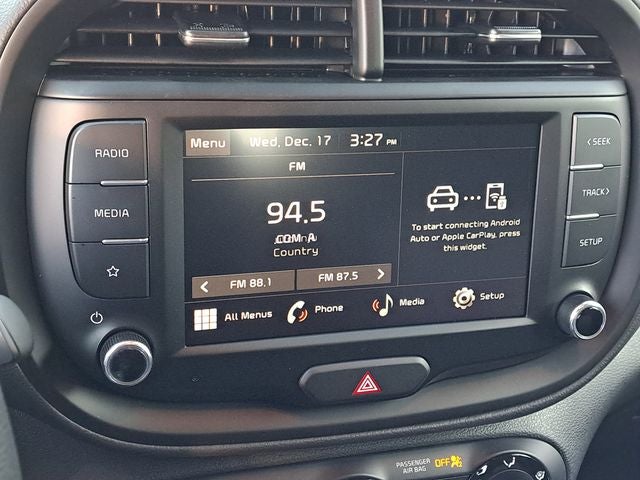 RADIO
MEDIA
Menu Wed, Dec. 17 3:27 PM
FM
94.5
Country
< FM 88.1 FM 87.5 >
To start connecting Android
Auto or Apple CarPlay, press
this widget.
All Menus Phone Media Setup
< SEEK
TRACK >
SETUP
PASSENGER
AIR BAG OFF